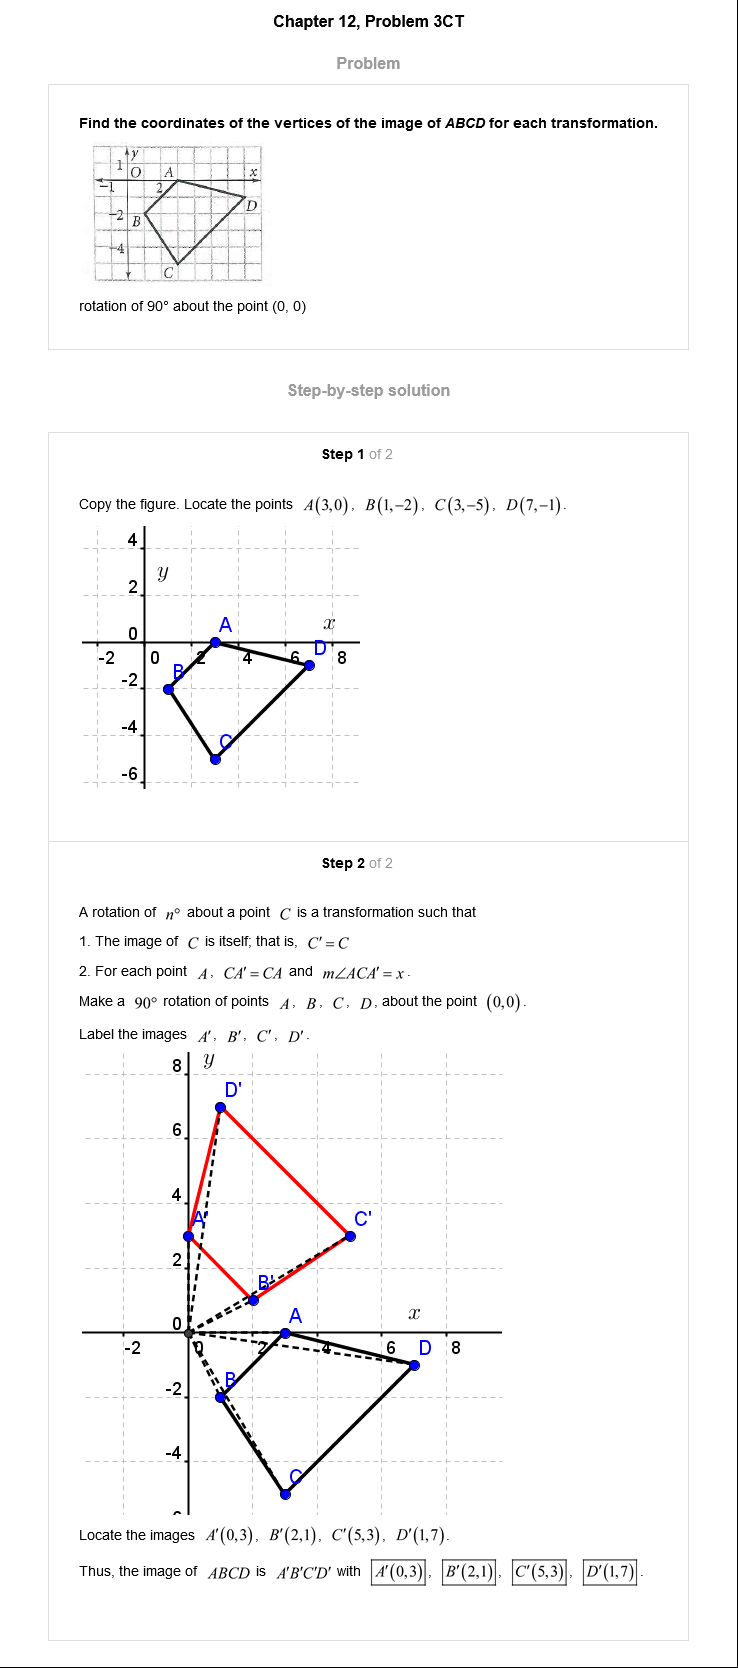 Chapter 12, Problem 3CT
Problem
Find the coordinates of the vertices of the image of ABCD for each transformation.
y
1 O A x
-1 2
D
-2 B
-4
C
rotation of 90° about the point (0, 0)
Step-by-step solution
Step 1 of 2
Copy the figure. Locate the points A(3,0), B(1,−2), C(3,−5), D(7,−1).
4
y
2
A x
0
D
-2 0 2 4 6 8
B
-2
-4
C
-6
A rotation of n° about a point C is a transformation such that
1. The image of C is itself; that is, C' = C
2. For each point A, CA' = CA and m∠ACA' = x.
Make a 90° rotation of points A, B, C, D, about the point (0,0).
Label the images A', B', C', D'.
8 y
D'
6
4
A' C'
2
B'
A x
0
-2 0 2 4 6 D 8
B
-2
-4
C
Locate the images A'(0,3), B'(2,1), C'(5,3), D'(1,7).
Thus, the image of ABCD is A'B'C'D' with A'(0,3), B'(2,1), C'(5,3), D'(1,7).